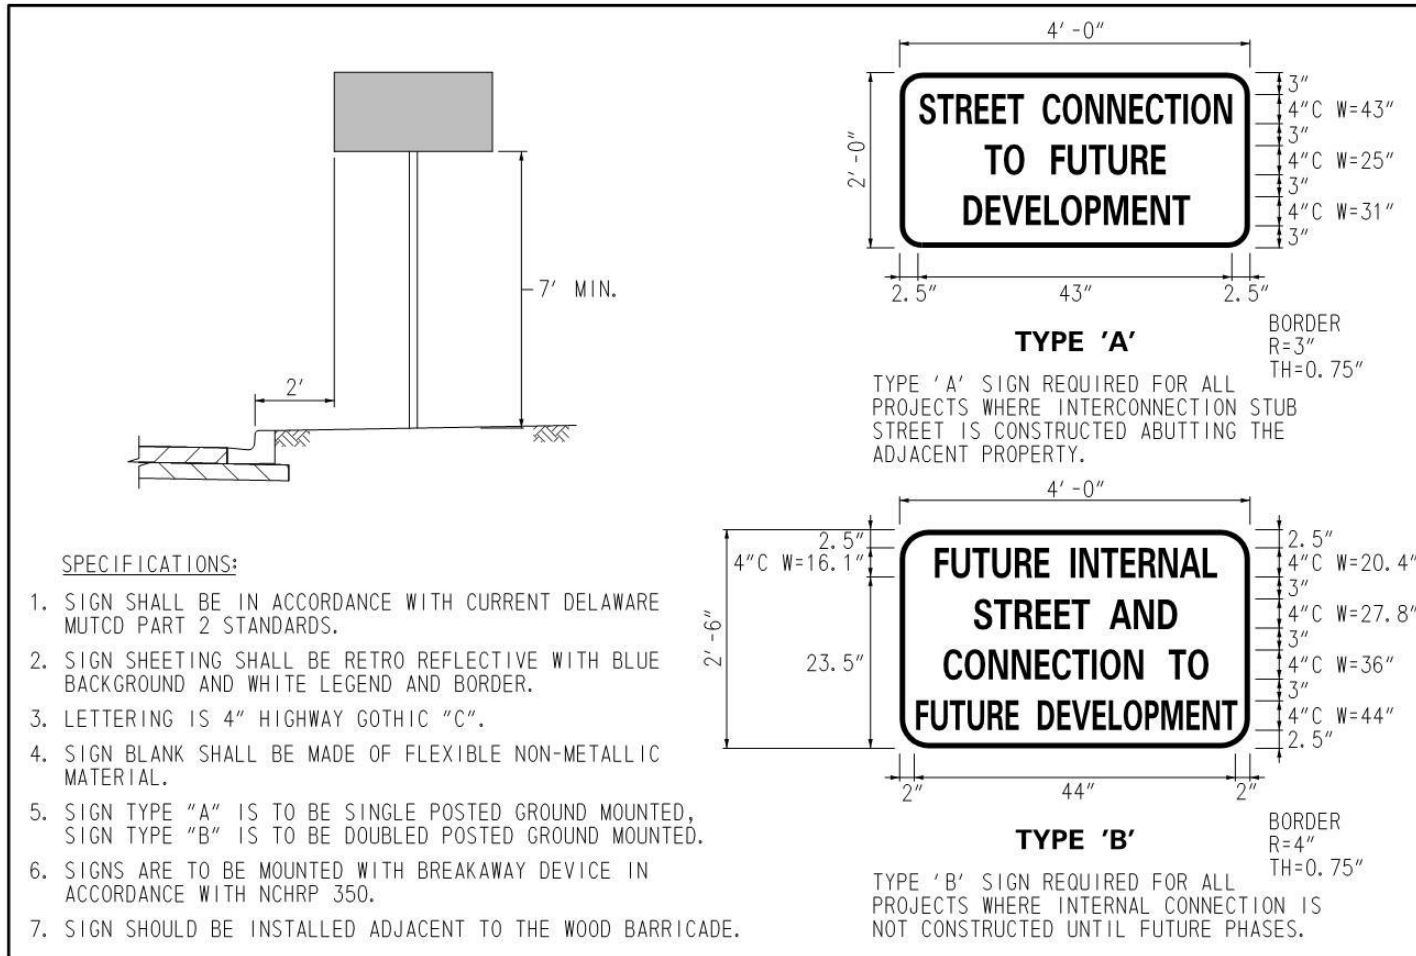 7' MIN.
2'
SPECIFICATIONS:
1. SIGN SHALL BE IN ACCORDANCE WITH CURRENT DELAWARE
MUTCD PART 2 STANDARDS.
2. SIGN SHEETING SHALL BE RETRO REFLECTIVE WITH BLUE
BACKGROUND AND WHITE LEGEND AND BORDER.
3. LETTERING IS 4" HIGHWAY GOTHIC "C".
4. SIGN BLANK SHALL BE MADE OF FLEXIBLE NON-METALLIC
MATERIAL.
5. SIGN TYPE "A" IS TO BE SINGLE POSTED GROUND MOUNTED,
SIGN TYPE "B" IS TO BE DOUBLED POSTED GROUND MOUNTED.
6. SIGNS ARE TO BE MOUNTED WITH BREAKAWAY DEVICE IN
ACCORDANCE WITH NCHRP 350.
7. SIGN SHOULD BE INSTALLED ADJACENT TO THE WOOD BARRICADE.
4'-0"
2'-0"
STREET CONNECTION
TO FUTURE
DEVELOPMENT
3"
4"C W=43"
3"
4"C W=25"
3"
4"C W=31"
3"
2.5" 43" 2.5"
TYPE 'A'
BORDER
R=3"
TH=0.75"
TYPE 'A' SIGN REQUIRED FOR ALL
PROJECTS WHERE INTERCONNECTION STUB
STREET IS CONSTRUCTED ABUTTING THE
ADJACENT PROPERTY.
4'-0"
2'-6"
2.5"
4"C W=16.1"
23.5"
FUTURE INTERNAL
STREET AND
CONNECTION TO
FUTURE DEVELOPMENT
2.5"
4"C W=20.4"
3"
4"C W=27.8"
3"
4"C W=36"
3"
4"C W=44"
2.5"
2" 44" 2"
TYPE 'B'
BORDER
R=4"
TH=0.75"
TYPE 'B' SIGN REQUIRED FOR ALL
PROJECTS WHERE INTERNAL CONNECTION IS
NOT CONSTRUCTED UNTIL FUTURE PHASES.